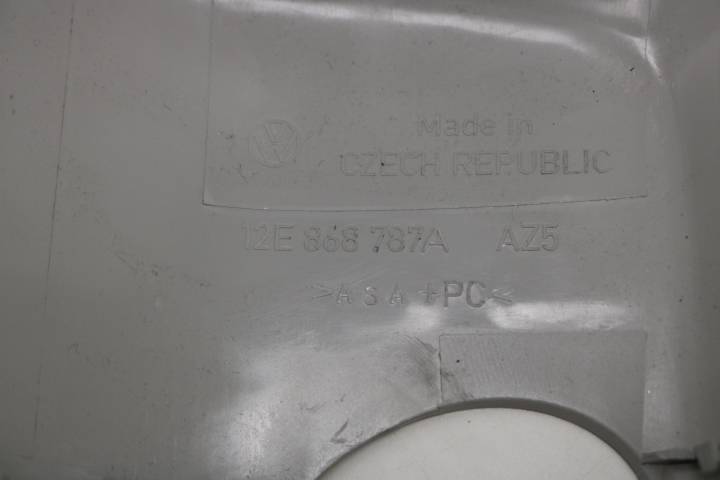 Made in
CZECH REPUBLIC
12E 868 787A AZ5
>ASA+PC<